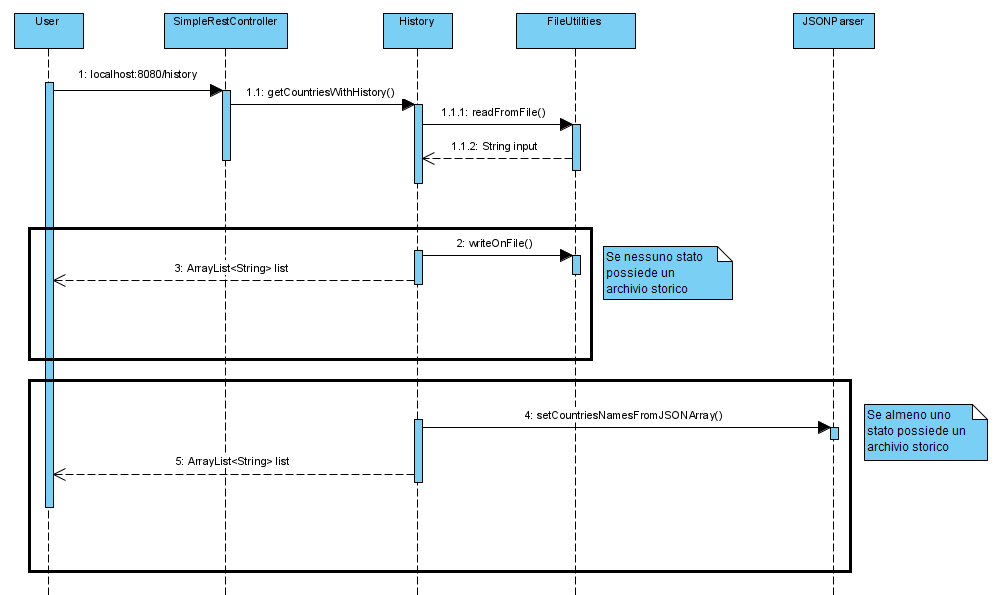 User
SimpleRestController
History
FileUtilities
JSONParser
1: localhost:8080/history
1.1: getCountriesWithHistory()
1.1.1: readFromFile()
1.1.2: String input
2: writeOnFile()
3: ArrayList<String> list
Se nessuno stato
possiede un
archivio storico
4: setCountriesNamesFromJSONArray()
5: ArrayList<String> list
Se almeno uno
stato possiede un
archivio storico